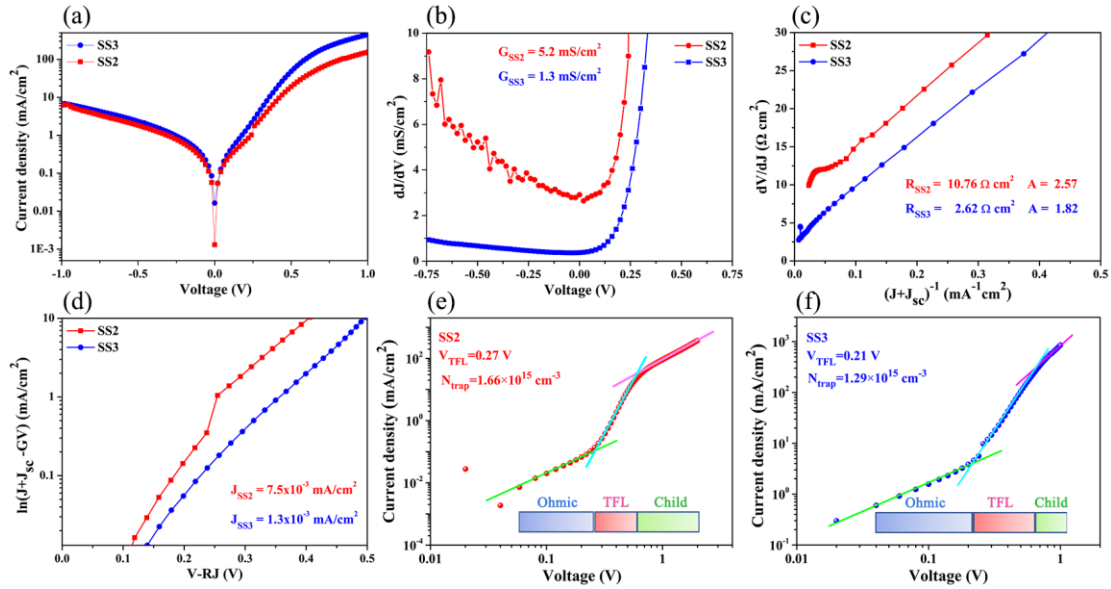 (a)
SS3
SS2
Current density (mA/cm²)
100
10
1
0.1
0.01
1E-3
-1.0
-0.5
0.0
0.5
1.0
Voltage (V)
(b)
G_SS2 = 5.2 mS/cm²
G_SS3 = 1.3 mS/cm²
SS2
SS3
dJ/dV (mS/cm²)
10
8
6
4
2
0
-0.75
-0.50
-0.25
0.00
0.25
0.50
0.75
Voltage (V)
(c)
SS2
SS3
dV/dJ (Ω cm²)
30
25
20
15
10
5
0
R_SS2= 10.76 Ω cm² A = 2.57
R_SS3= 2.62 Ω cm² A = 1.82
0.0
0.1
0.2
0.3
0.4
0.5
(J+J_sc)⁻¹ (mA⁻¹cm²)
(d)
SS2
SS3
ln(J+J_sc -GV) (mA/cm²)
10
1
0.1
J_SS2 = 7.5x10⁻³ mA/cm²
J_SS3 = 1.3x10⁻³ mA/cm²
0.0
0.1
0.2
0.3
0.4
0.5
V-RJ (V)
(e)
SS2
V_TFL=0.27 V
N_trap=1.66×10¹⁵ cm⁻³
Current density (mA/cm²)
10⁴
10²
10⁰
10⁻²
10⁻⁴
Ohmic
TFL
Child
0.01
0.1
1
Voltage (V)
(f)
SS3
V_TFL=0.21 V
N_trap=1.29×10¹⁵ cm⁻³
Current density (mA/cm²)
10³
10²
10¹
10⁰
10⁻¹
10⁻²
Ohmic
TFL
Child
0.01
0.1
1
Voltage (V)